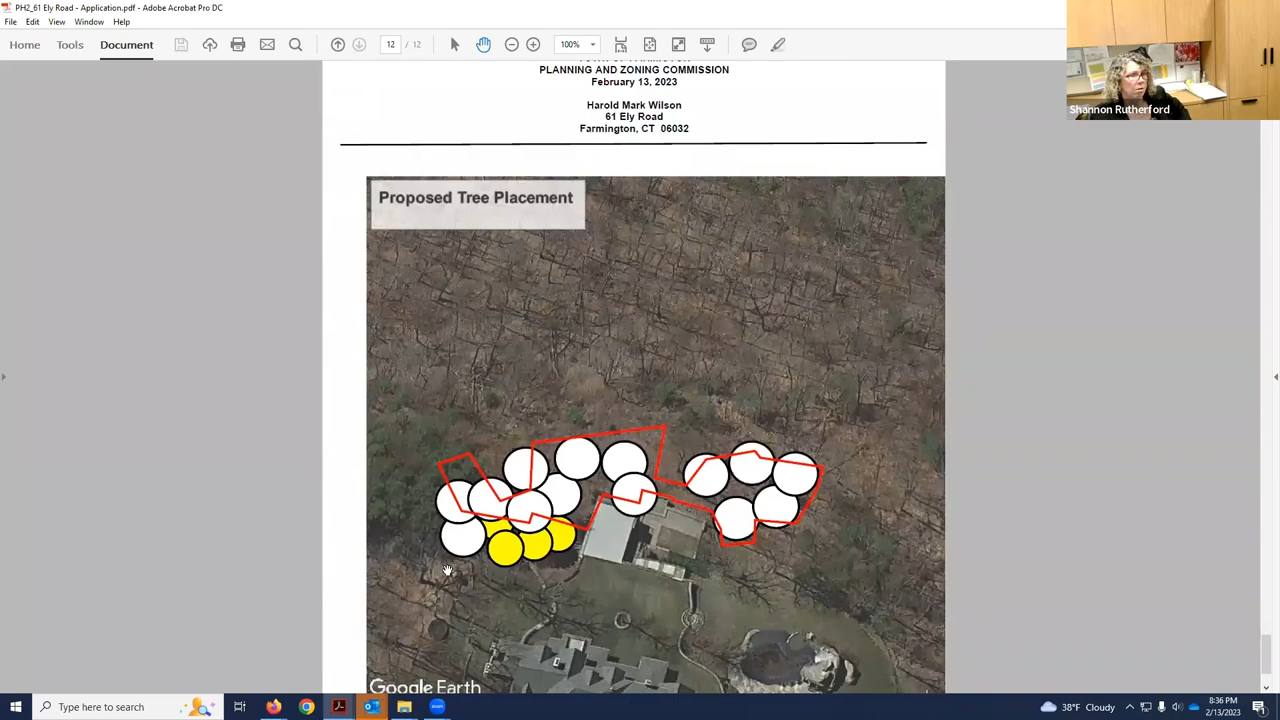 PH2_61 Ely Road - Application.pdf - Adobe Acrobat Pro DC
File Edit View Window Help
Home Tools Document
12 / 12
100%
PLANNING AND ZONING COMMISSION
February 13, 2023
Harold Mark Wilson
61 Ely Road
Farmington, CT 06032
Shannon Rutherford
Proposed Tree Placement
Google Earth
Type here to search
zoom
38°F Cloudy
8:36 PM
2/13/2023